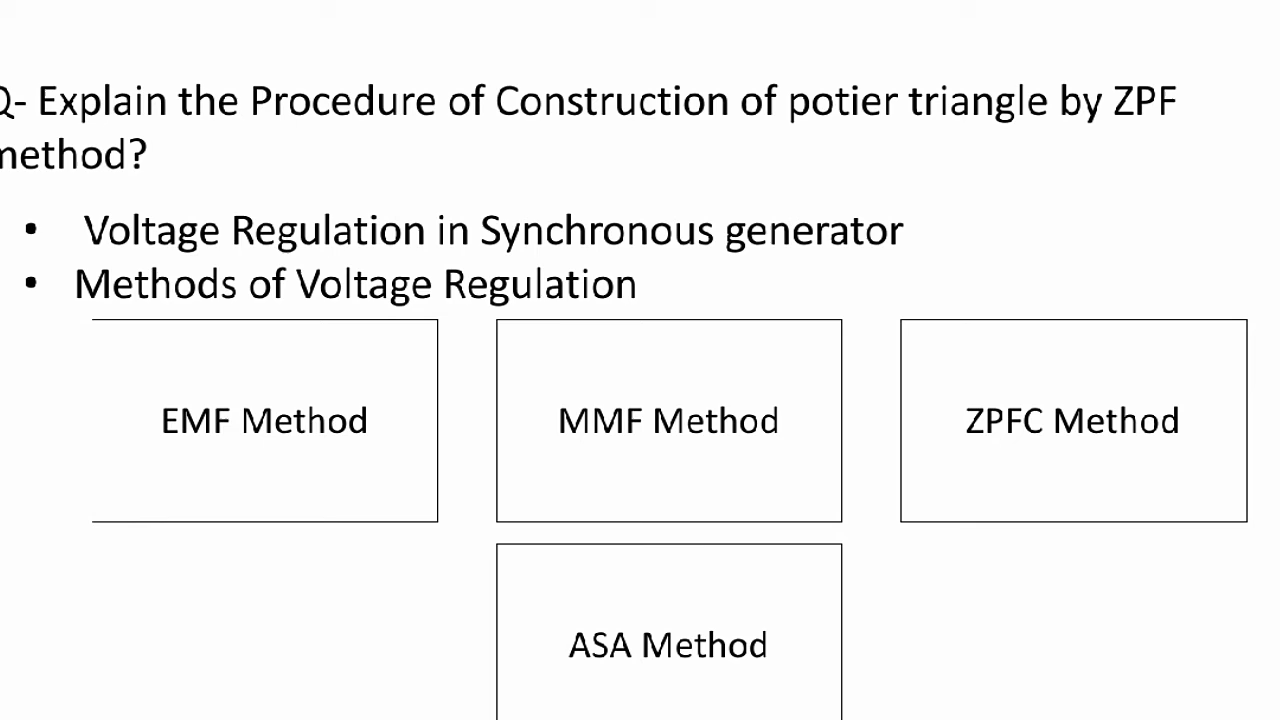 Q- Explain the Procedure of Construction of potier triangle by ZPF
method?
• Voltage Regulation in Synchronous generator
• Methods of Voltage Regulation
EMF Method
MMF Method
ZPFC Method
ASA Method